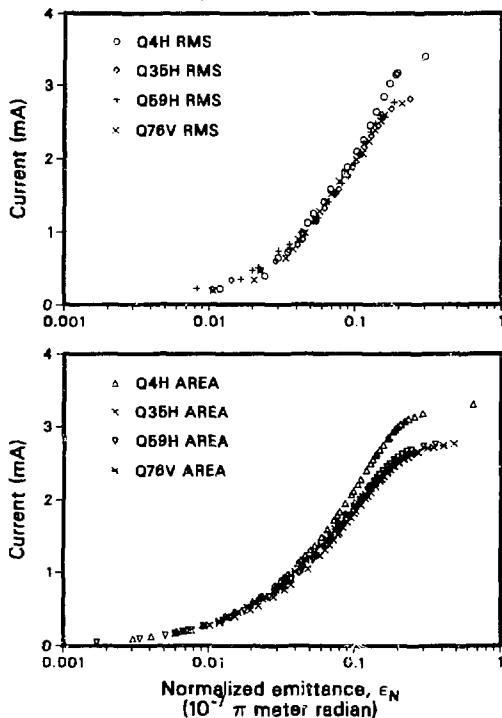 4
3
2
1
0
Current (mA)
Q4H RMS
Q35H RMS
Q59H RMS
Q76V RMS
0.001
0.01
0.1
1
4
3
2
1
0
Current (mA)
Q4H AREA
Q35H AREA
Q59H AREA
Q76V AREA
0.001
0.01
0.1
1
Normalized emittance, εN
(10⁻⁷ π meter radian)